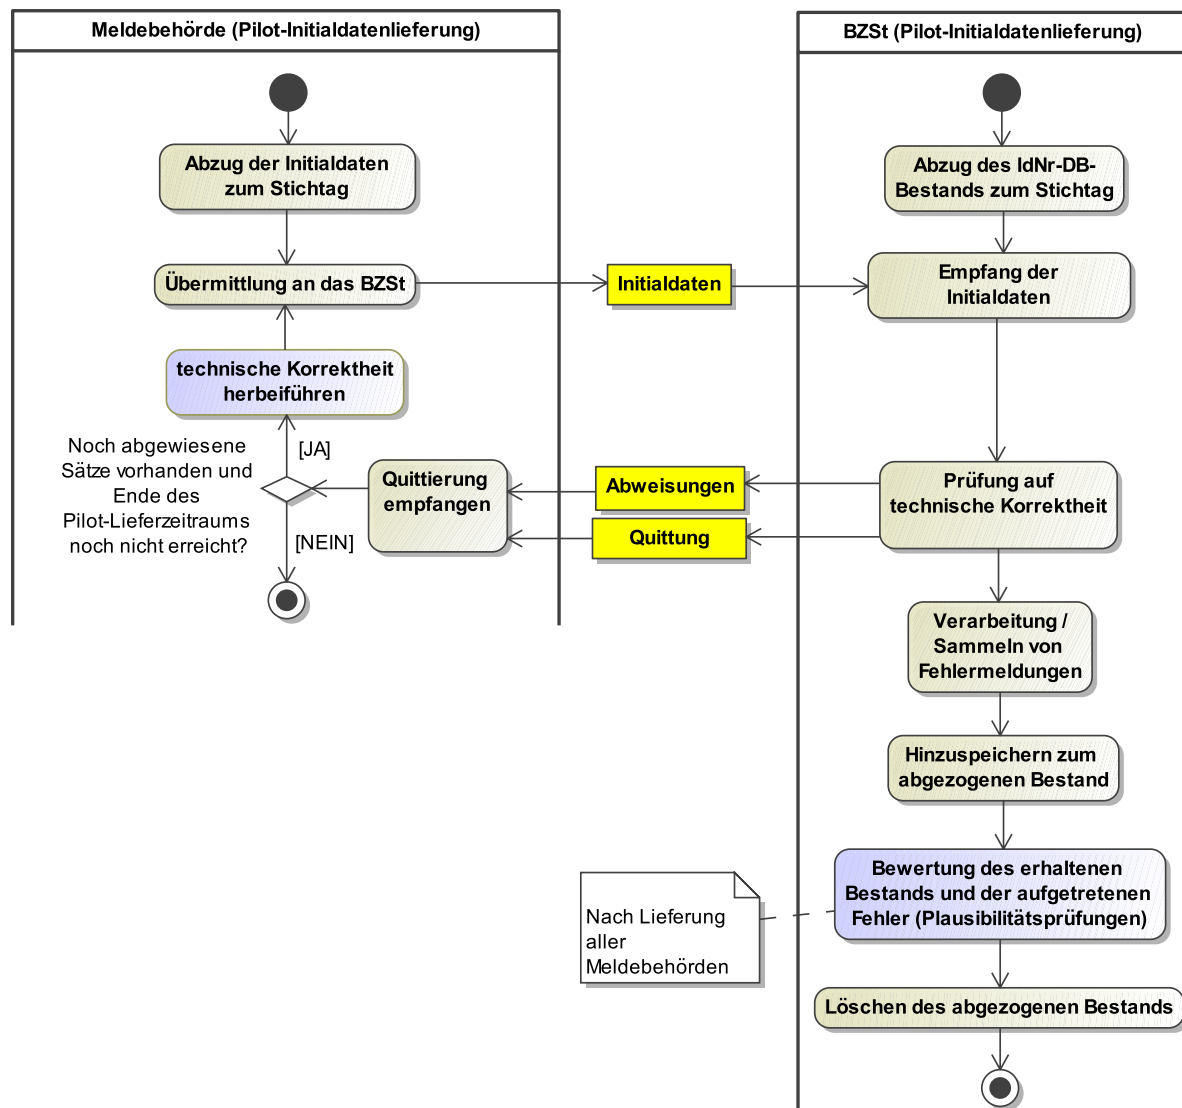 Meldebehörde (Pilot-Initialdatenlieferung)
Abzug der Initialdaten
zum Stichtag
Übermittlung an das BZSt
technische Korrektheit
herbeiführen
Noch abgewiesene
Sätze vorhanden und
Ende des
Pilot-Lieferzeitraums
noch nicht erreicht?
[JA]
[NEIN]
Quittierung
empfangen
Initialdaten
Abweisungen
Quittung
BZSt (Pilot-Initialdatenlieferung)
Abzug des IdNr-DB-
Bestands zum Stichtag
Empfang der
Initialdaten
Prüfung auf
technische Korrektheit
Verarbeitung /
Sammeln von
Fehlermeldungen
Hinzuspeichern zum
abgezogenen Bestand
Bewertung des erhaltenen
Bestands und der aufgetretenen
Fehler (Plausibilitätsprüfungen)
Nach Lieferung
aller
Meldebehörden
Löschen des abgezogenen Bestands